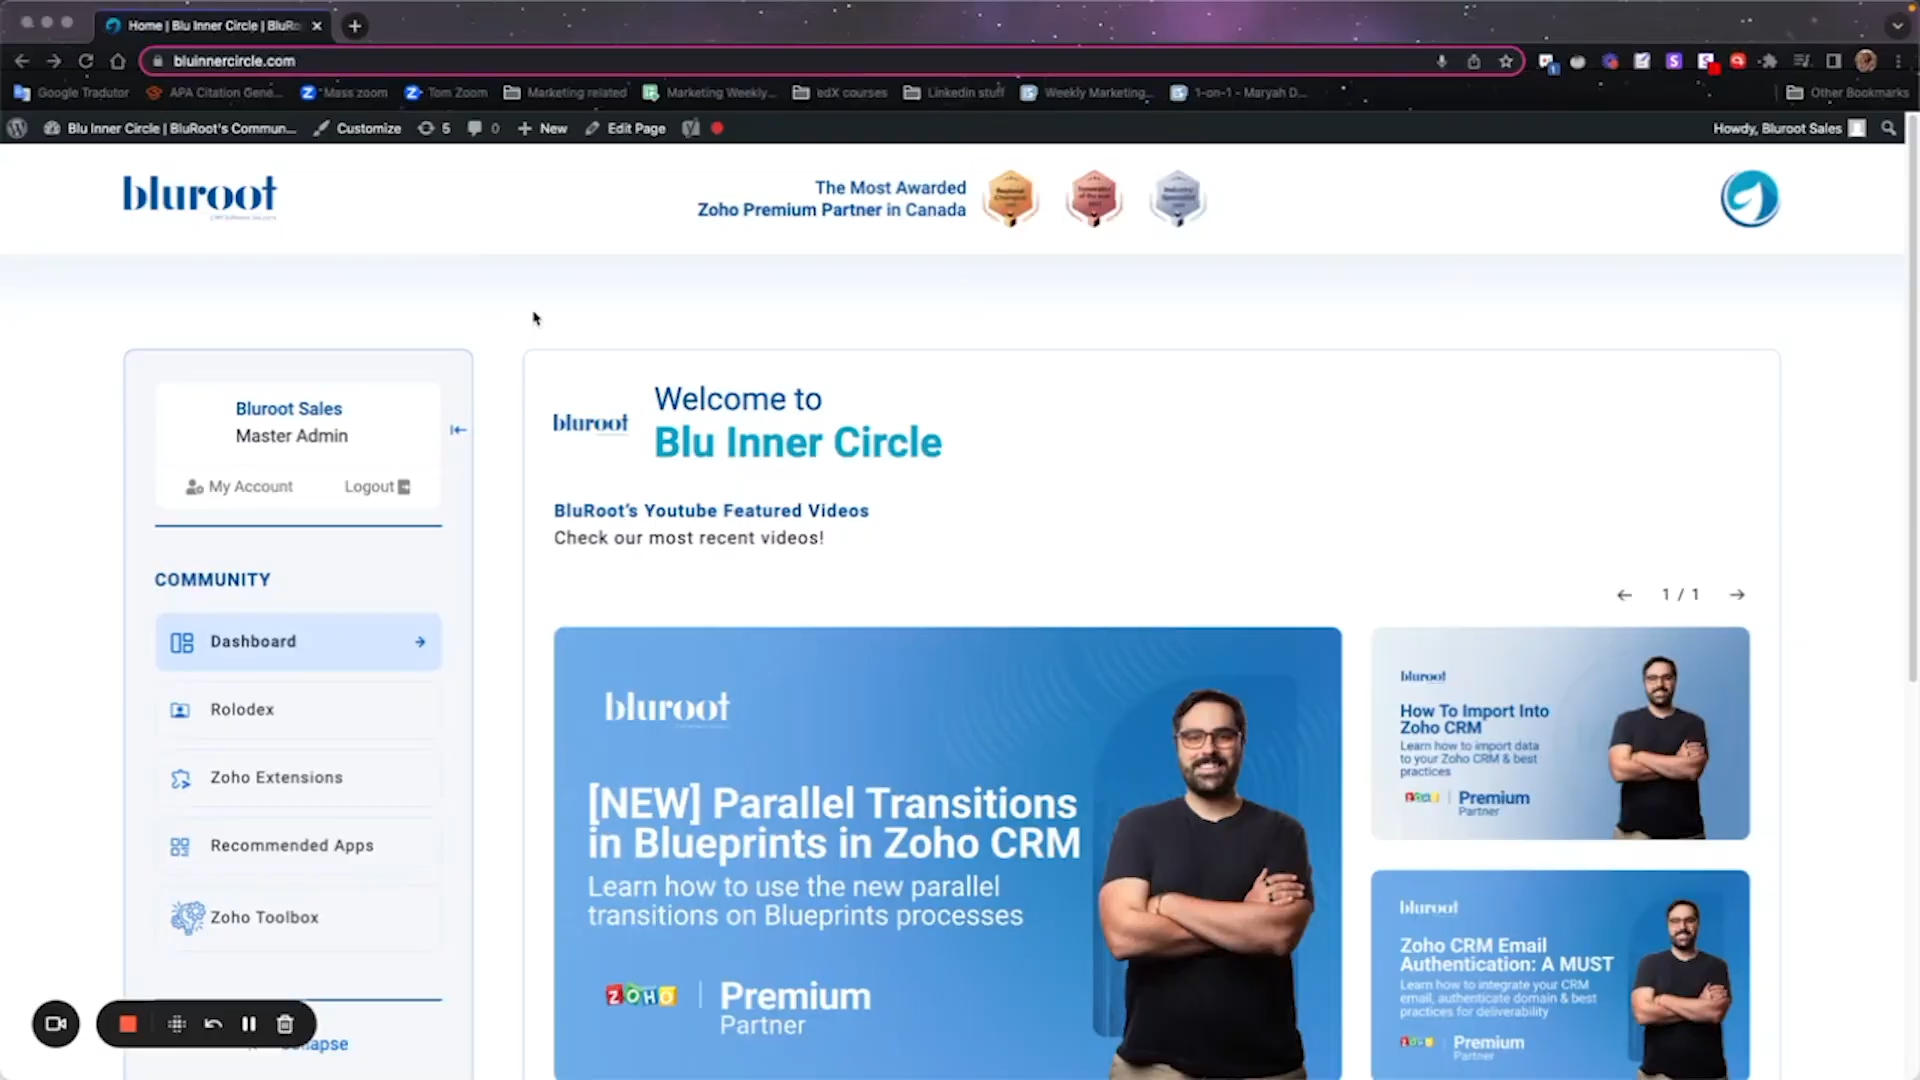 Home | Blu Inner Circle | BluRo
bluinnercircle.com
Google Tradutor
APA Citation Gene...
Mass zoom
Tom Zoom
Marketing related
Marketing Weekly...
edX courses
Linkedin stuff
Weekly Marketing...
1-on-1 - Maryah D...
Other Bookmarks
Blu Inner Circle | BluRoot's Commun...
Customize
5
0
New
Edit Page
Howdy, Bluroot Sales
bluroot
The Most Awarded
Zoho Premium Partner in Canada
Bluroot Sales
Master Admin
My Account
Logout
COMMUNITY
Dashboard
Rolodex
Zoho Extensions
Recommended Apps
Zoho Toolbox
bluroot
Welcome to
Blu Inner Circle
BluRoot's Youtube Featured Videos
Check our most recent videos!
1 / 1
bluroot
[NEW] Parallel Transitions
in Blueprints in Zoho CRM
Learn how to use the new parallel
transitions on Blueprints processes
ZOHO
Premium
Partner
bluroot
How To Import Into
Zoho CRM
Learn how to import data
to your Zoho CRM & best
practices
ZOHO
Premium
Partner
bluroot
Zoho CRM Email
Authentication: A MUST
Learn how to integrate your CRM
email, authenticate domain & best
practices for deliverability
ZOHO
Premium
Partner